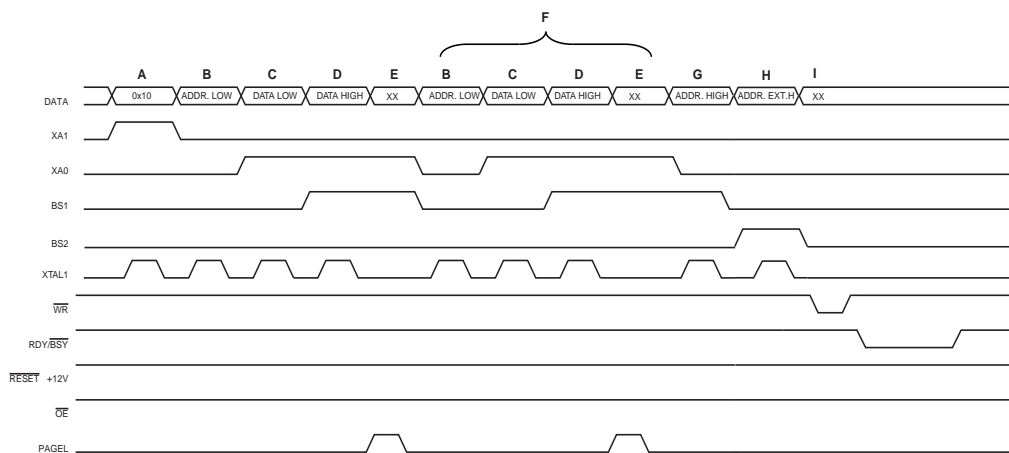 F
A B C D E B C D E G H I
DATA 0x10 ADDR. LOW DATA LOW DATA HIGH XX ADDR. LOW DATA LOW DATA HIGH XX ADDR. HIGH ADDR. EXT.H XX
XA1
XA0
BS1
BS2
XTAL1
WR
RDY/BSY
RESET +12V
OE
PAGEL